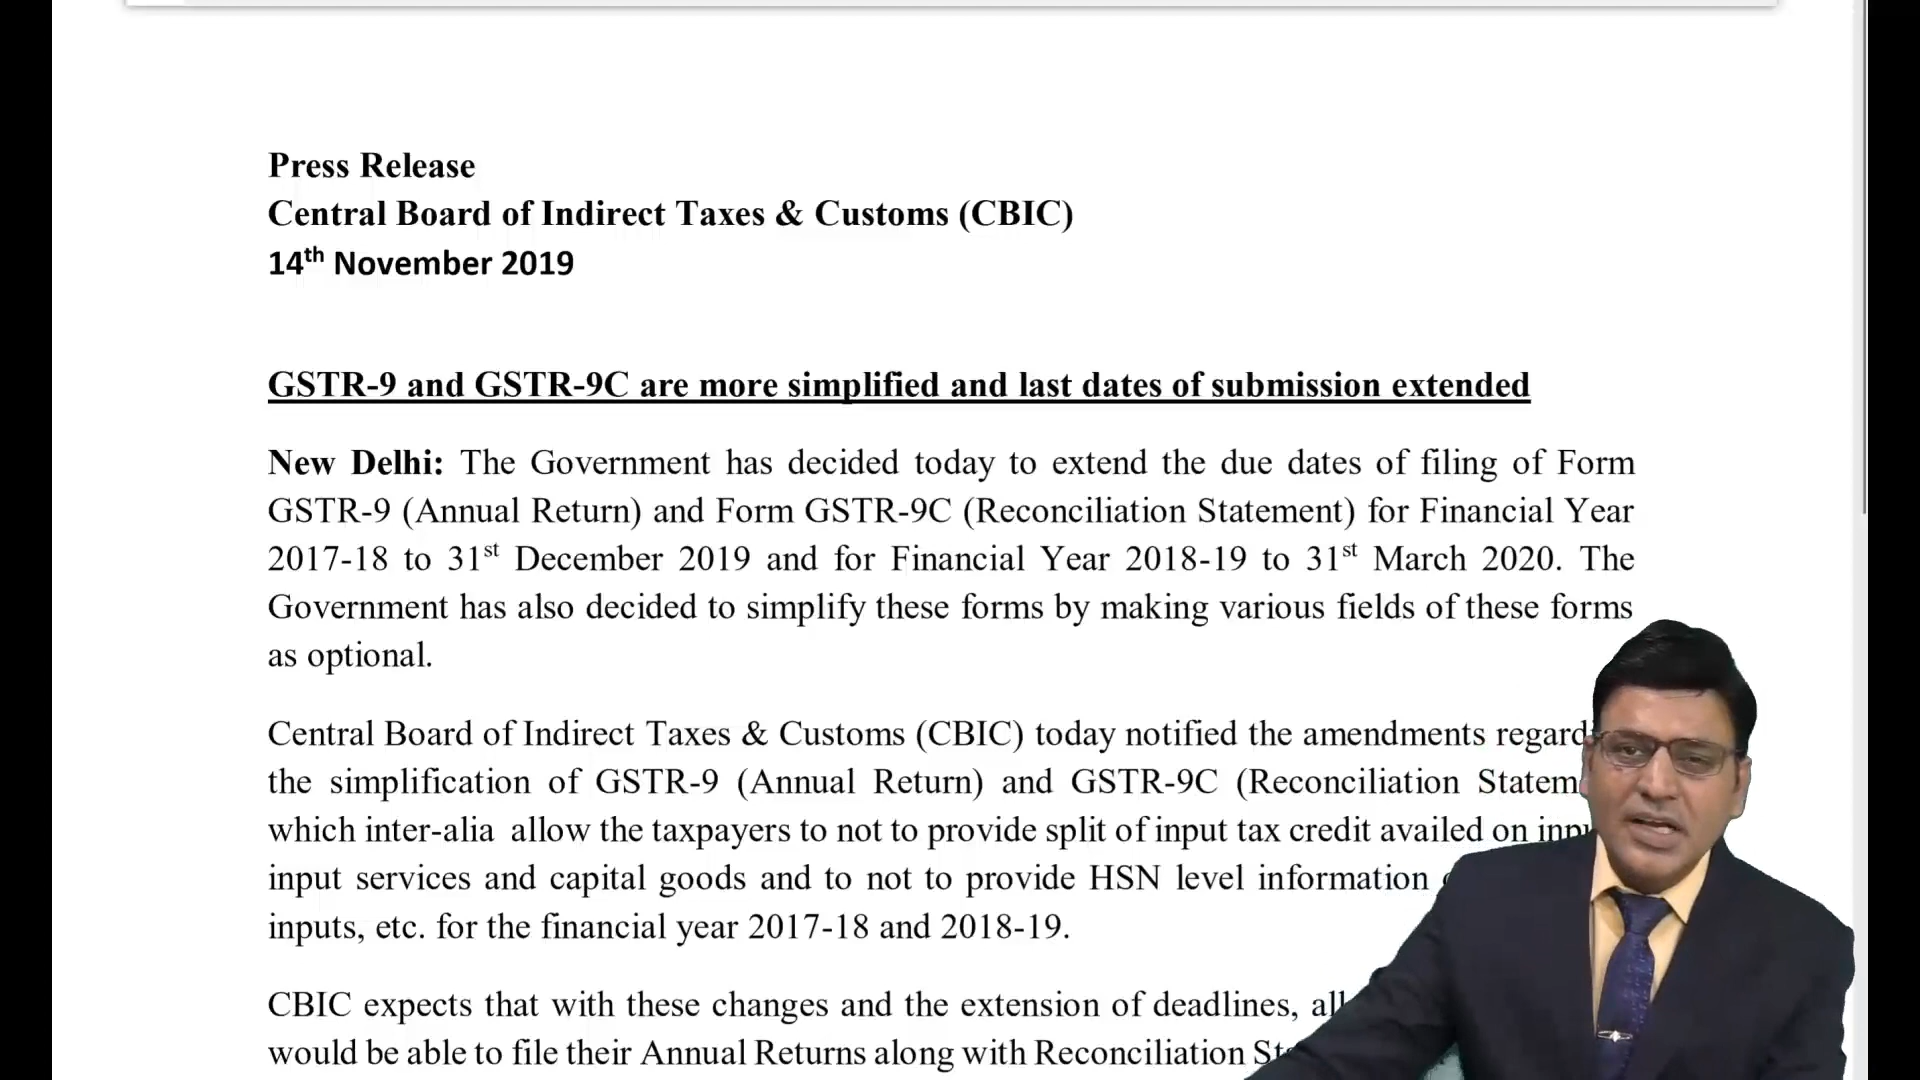 Press Release
Central Board of Indirect Taxes & Customs (CBIC)
14th November 2019
GSTR-9 and GSTR-9C are more simplified and last dates of submission extended
New Delhi: The Government has decided today to extend the due dates of filing of Form
GSTR-9 (Annual Return) and Form GSTR-9C (Reconciliation Statement) for Financial Year
2017-18 to 31st December 2019 and for Financial Year 2018-19 to 31st March 2020. The
Government has also decided to simplify these forms by making various fields of these forms
as optional.
Central Board of Indirect Taxes & Customs (CBIC) today notified the amendments
the simplification of GSTR-9 (Annual Return) and GSTR-9C (Reconciliation
which inter-alia allow the taxpayers to not to provide split of input tax credit availed on
input services and capital goods and to not to provide HSN level information
inputs, etc. for the financial year 2017-18 and 2018-19.
CBIC expects that with these changes and the extension of deadlines,
would be able to file their Annual Returns along with Reconciliation